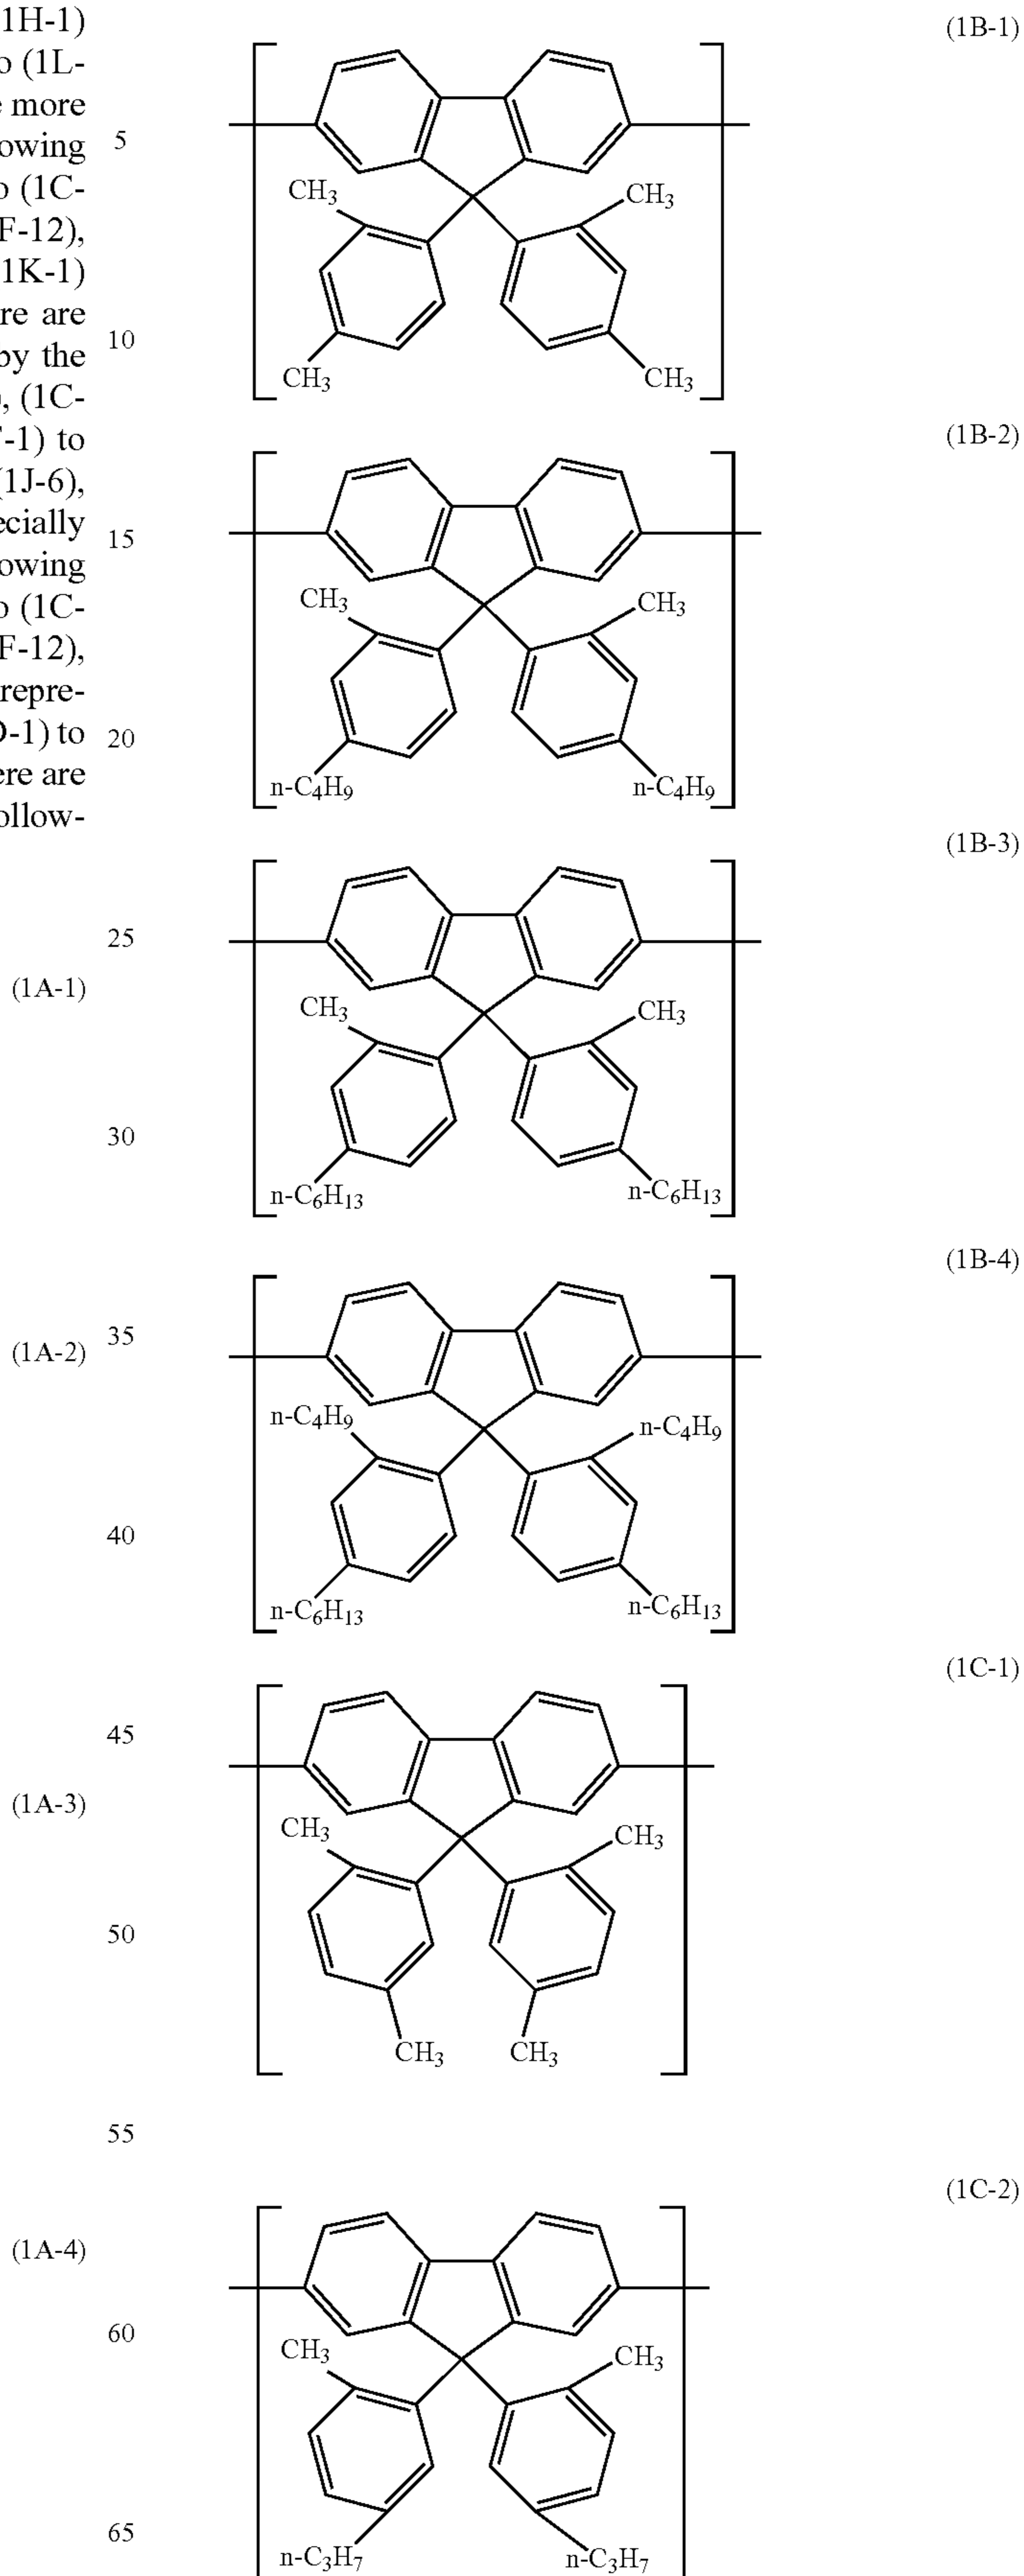 1H-1)
o (1L-
e more
owing
o (1C-
F-12),
1K-1)
re are
by the
, (1C-
-1) to
(1J-6),
ecially
owing
o (1C-
F-12),
repre-
-1) to
ere are
ollow-
(1A-1)
(1A-2)
(1A-3)
(1A-4)
5
10
15
20
25
30
35
40
45
50
55
60
65
(1B-1)
CH3 CH3
CH3 CH3
(1B-2)
CH3 CH3
n-C4H9 n-C4H9
(1B-3)
CH3 CH3
n-C6H13 n-C6H13
(1B-4)
n-C4H9 n-C4H9
n-C6H13 n-C6H13
(1C-1)
CH3 CH3
CH3 CH3
(1C-2)
CH3 CH3
n-C3H7 n-C3H7